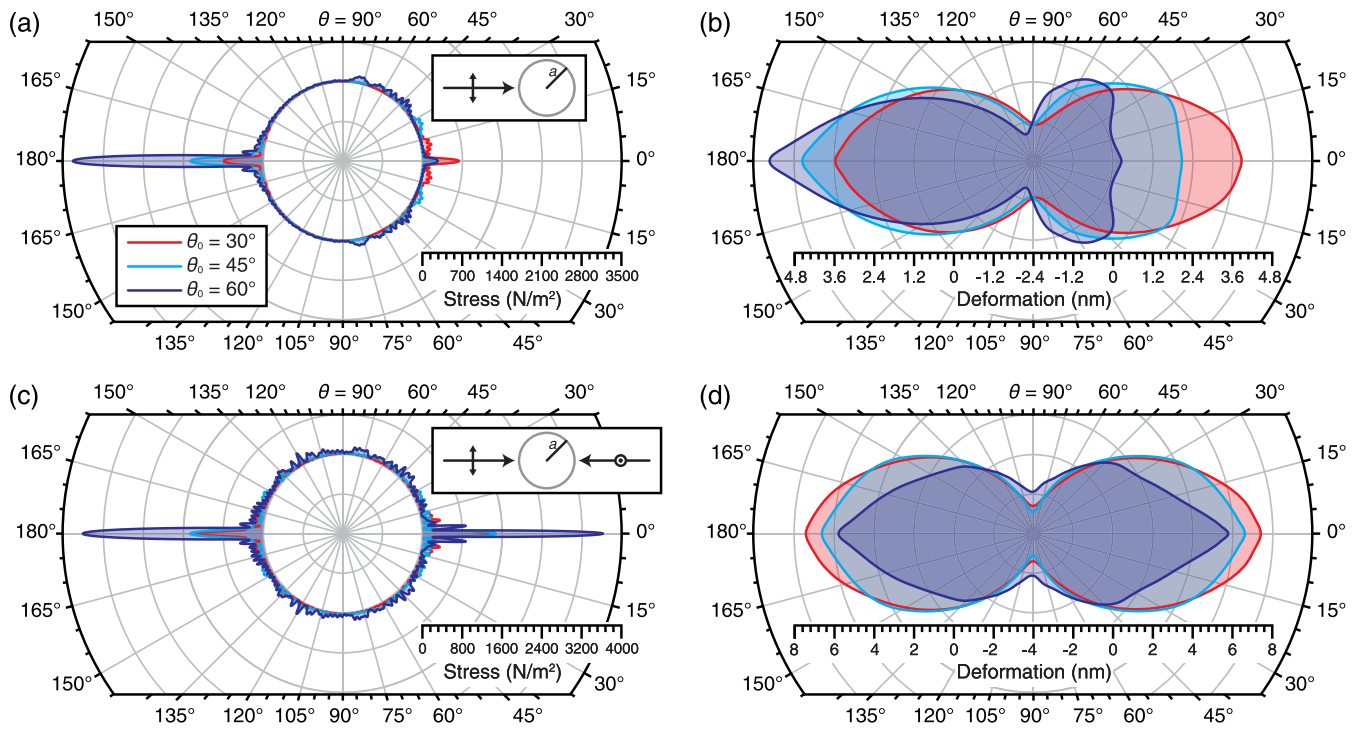 (a)
150° 135° 120° θ = 90° 60° 45° 30°
165° 15°
a
180° 0°
θ₀ = 30°
θ₀ = 45°
θ₀ = 60°
165° 15°
0 700 1400 2100 2800 3500
Stress (N/m²)
150° 30°
135° 120° 105° 90° 75° 60° 45°
(b)
150° 135° 120° θ = 90° 60° 45° 30°
165° 15°
180° 0°
165° 15°
4.8 3.6 2.4 1.2 0 -1.2 -2.4 -1.2 0 1.2 2.4 3.6 4.8
Deformation (nm)
150° 30°
135° 120° 105° 90° 75° 60° 45°
(c)
150° 135° 120° θ = 90° 60° 45° 30°
165° 15°
a
180° 0°
165° 15°
0 800 1600 2400 3200 4000
Stress (N/m²)
150° 30°
135° 120° 105° 90° 75° 60° 45°
(d)
150° 135° 120° θ = 90° 60° 45° 30°
165° 15°
180° 0°
165° 15°
8 6 4 2 0 -2 -4 -2 0 2 4 6 8
Deformation (nm)
150° 30°
135° 120° 105° 90° 75° 60° 45°